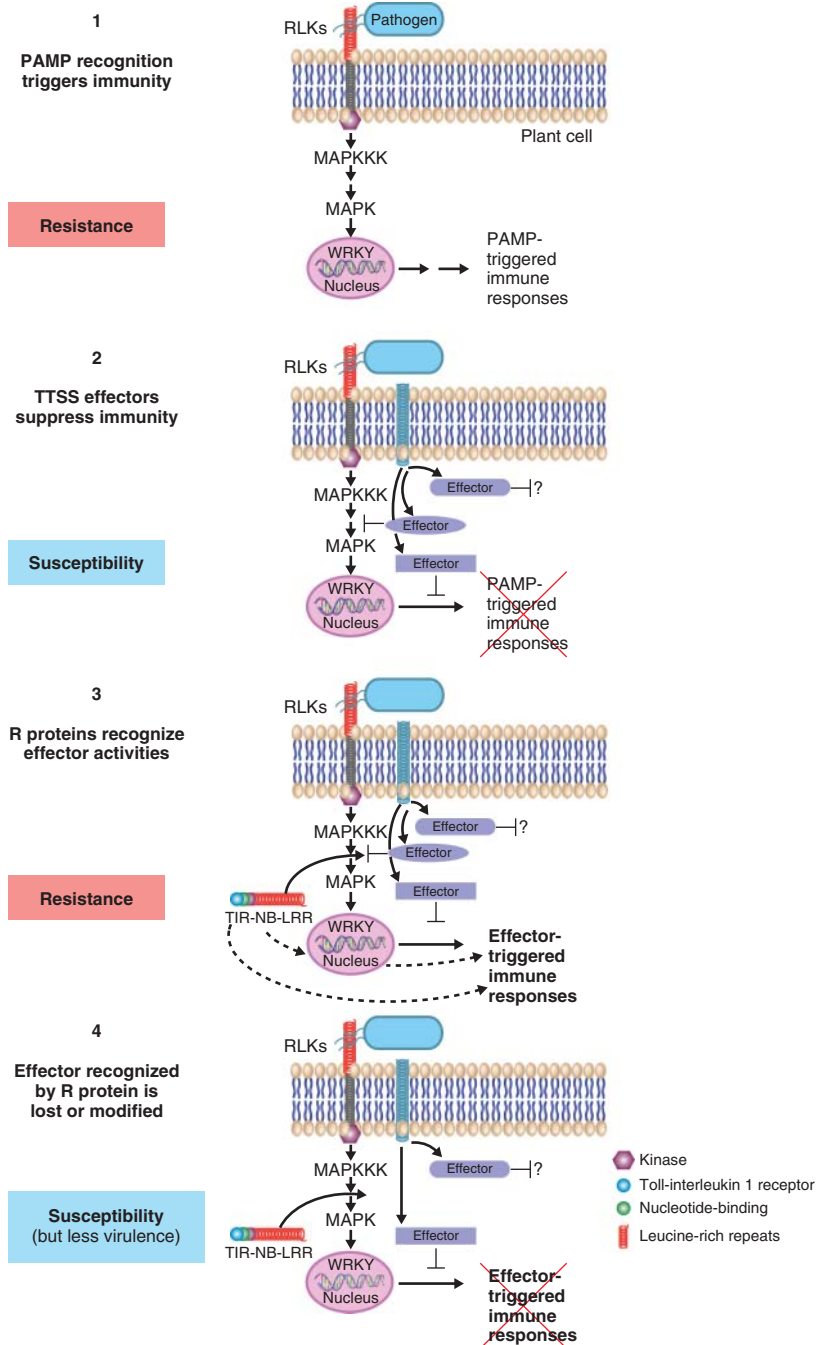 1
PAMP recognition
triggers immunity
Resistance
RLKs
Pathogen
Plant cell
MAPKKK
MAPK
WRKY
Nucleus
PAMP-
triggered
immune
responses
2
TTSS effectors
suppress immunity
Susceptibility
RLKs
MAPKKK
Effector
?
Effector
MAPK
Effector
WRKY
Nucleus
PAMP-
triggered
immune
responses
3
R proteins recognize
effector activities
Resistance
RLKs
MAPKKK
Effector
?
Effector
MAPK
Effector
TIR-NB-LRR
WRKY
Nucleus
Effector-
triggered
immune
responses
4
Effector recognized
by R protein is
lost or modified
Susceptibility
(but less virulence)
RLKs
MAPKKK
Effector
?
MAPK
Effector
TIR-NB-LRR
WRKY
Nucleus
Effector-
triggered
immune
responses
Kinase
Toll-interleukin 1 receptor
Nucleotide-binding
Leucine-rich repeats